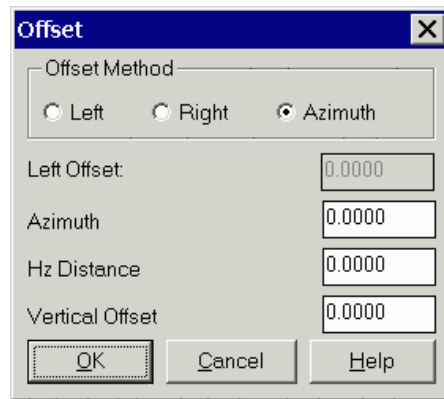 Offset
Offset Method
Left Right Azimuth
Left Offset: 0.0000
Azimuth 0.0000
Hz Distance 0.0000
Vertical Offset 0.0000
OK Cancel Help